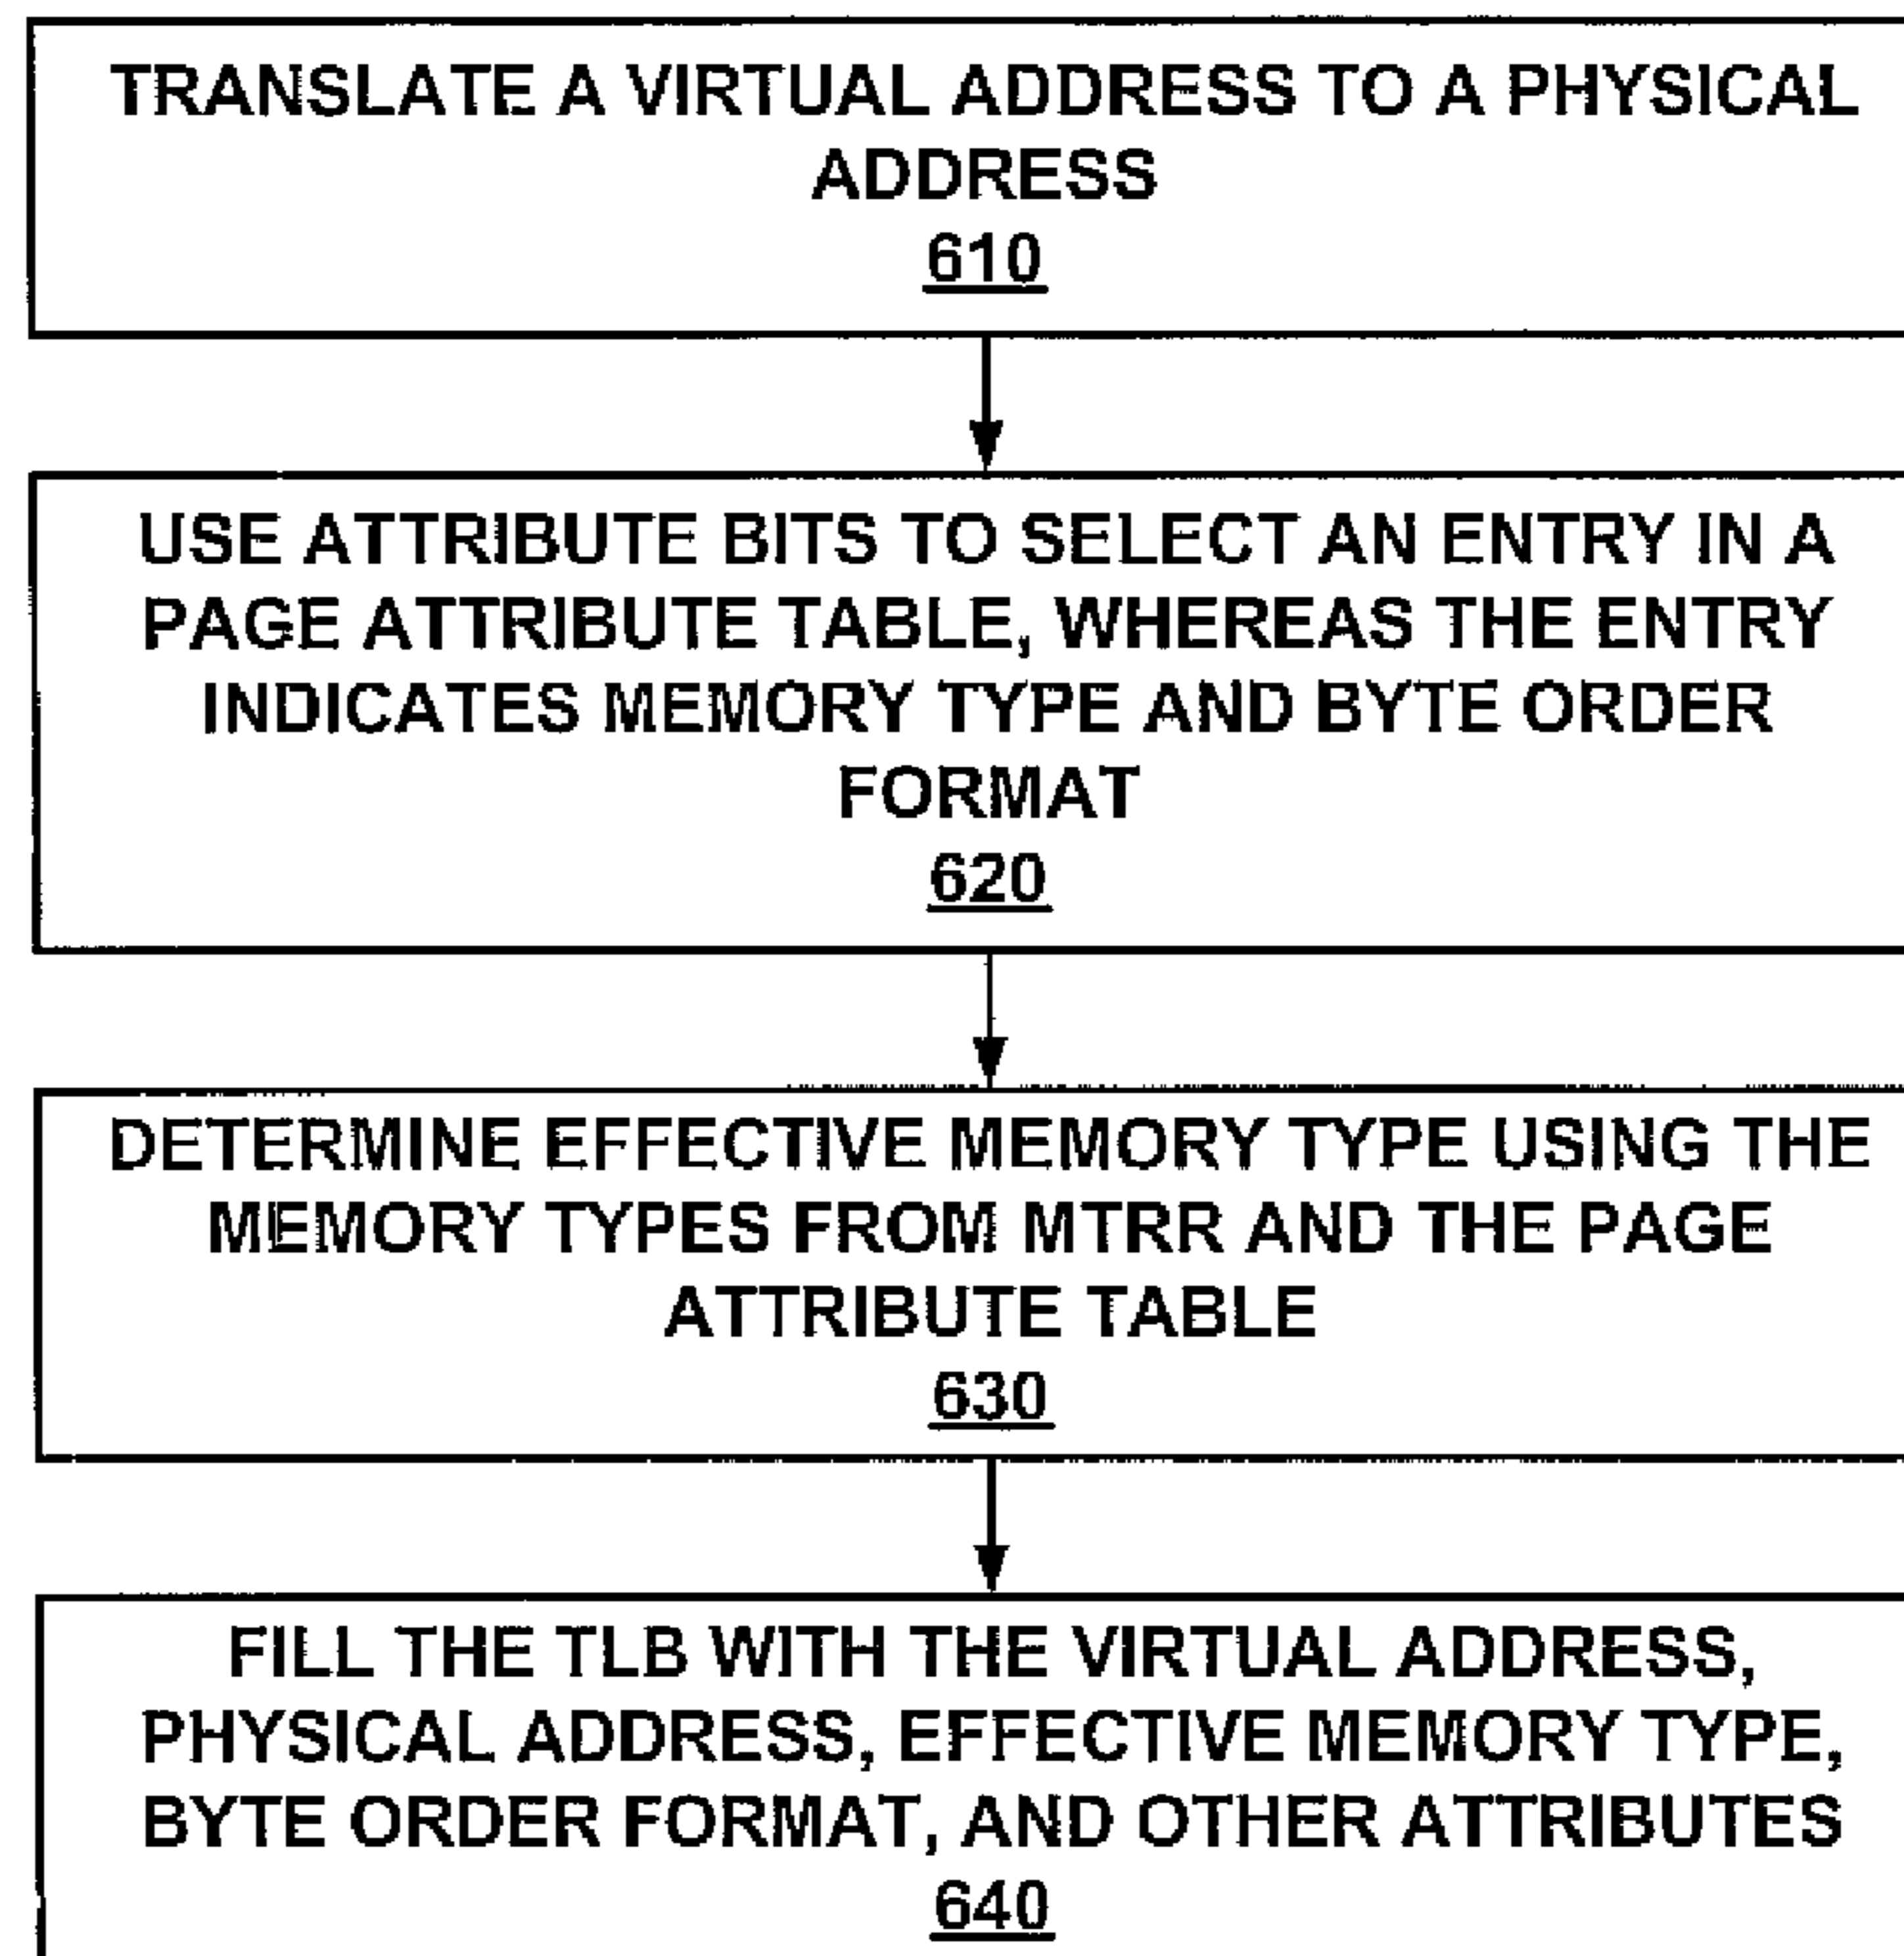 TRANSLATE A VIRTUAL ADDRESS TO A PHYSICAL
ADDRESS
610
USE ATTRIBUTE BITS TO SELECT AN ENTRY IN A
PAGE ATTRIBUTE TABLE, WHEREAS THE ENTRY
INDICATES MEMORY TYPE AND BYTE ORDER
FORMAT
620
DETERMINE EFFECTIVE MEMORY TYPE USING THE
MEMORY TYPES FROM MTRR AND THE PAGE
ATTRIBUTE TABLE
630
FILL THE TLB WITH THE VIRTUAL ADDRESS,
PHYSICAL ADDRESS, EFFECTIVE MEMORY TYPE,
BYTE ORDER FORMAT, AND OTHER ATTRIBUTES
640